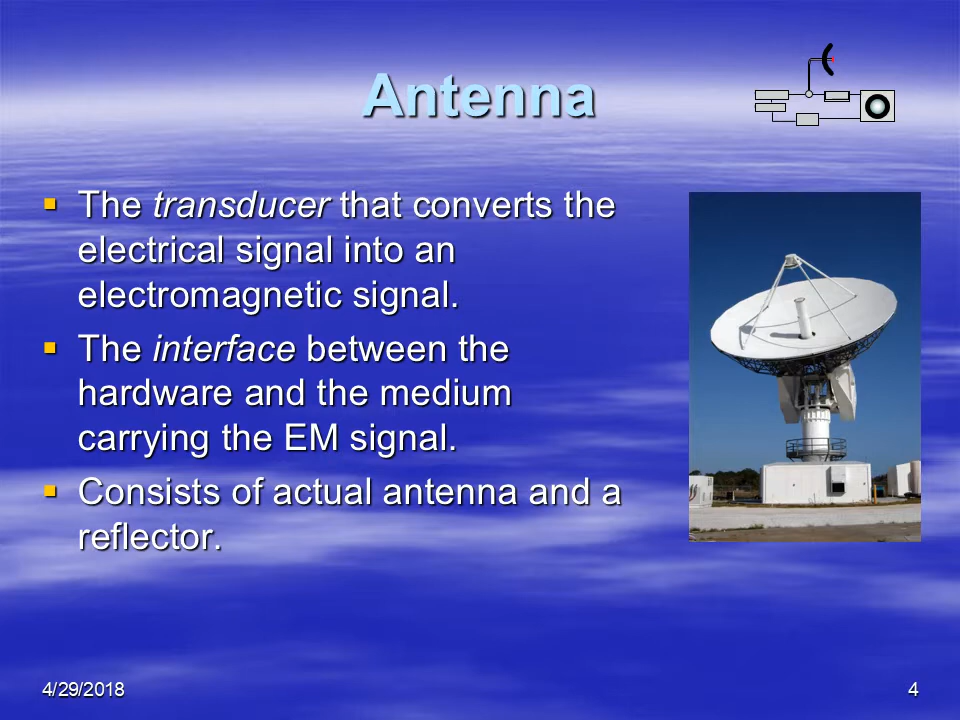 Antenna
The transducer that converts the
electrical signal into an
electromagnetic signal.
The interface between the
hardware and the medium
carrying the EM signal.
Consists of actual antenna and a
reflector.
4/29/2018
4